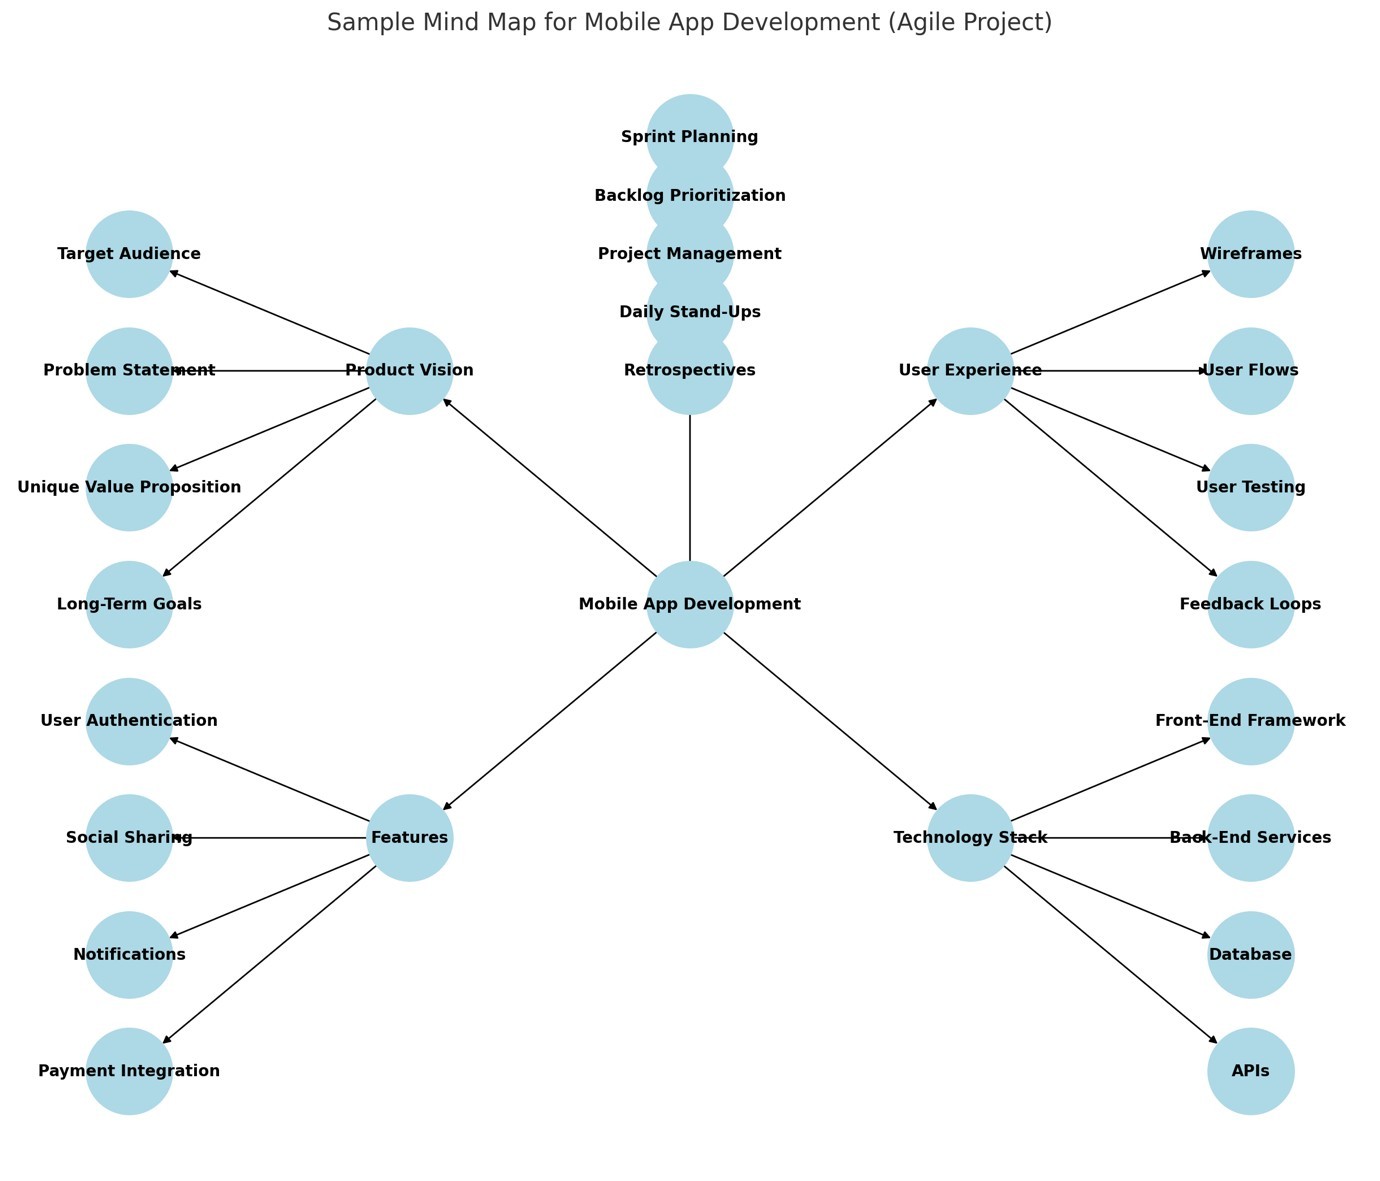 Sample Mind Map for Mobile App Development (Agile Project)
Sprint Planning
Backlog Prioritization
Project Management
Daily Stand-Ups
Retrospectives
Target Audience
Problem Statement
Product Vision
Unique Value Proposition
Long-Term Goals
Wireframes
User Experience
User Flows
User Testing
Feedback Loops
Mobile App Development
User Authentication
Social Sharing
Features
Notifications
Payment Integration
Front-End Framework
Technology Stack
Back-End Services
Database
APIs